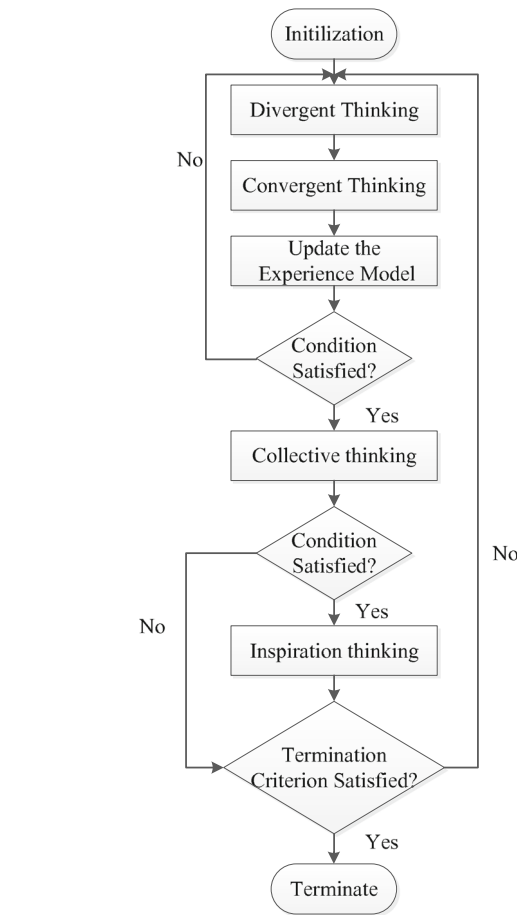 Initilization
Divergent Thinking
No
Convergent Thinking
Update the
Experience Model
Condition
Satisfied?
Yes
Collective thinking
Condition
Satisfied?
No
Yes
No
Inspiration thinking
Termination
Criterion Satisfied?
Yes
Terminate